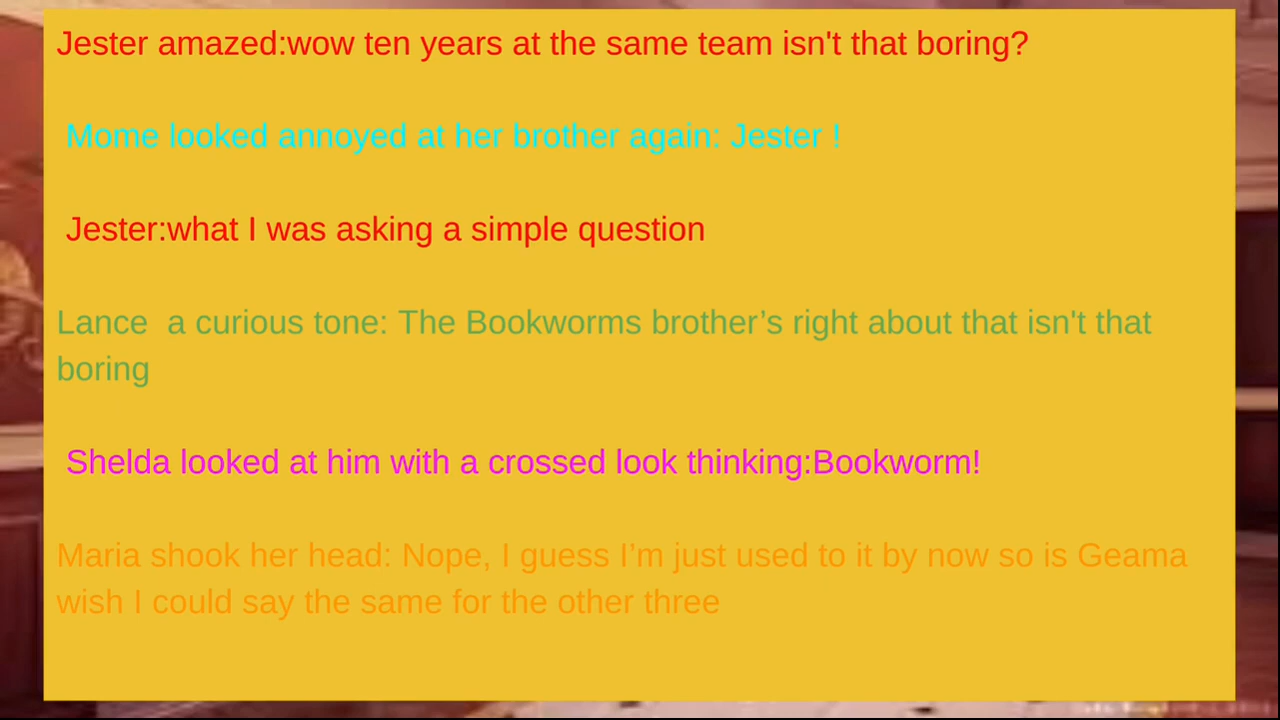 Jester amazed:wow ten years at the same team isn't that boring?
Mome looked annoyed at her brother again: Jester !
Jester:what I was asking a simple question
Lance  a curious tone: The Bookworms brother’s right about that isn't that
boring
Shelda looked at him with a crossed look thinking:Bookworm!
Maria shook her head: Nope, I guess I’m just used to it by now so is Geama
wish I could say the same for the other three